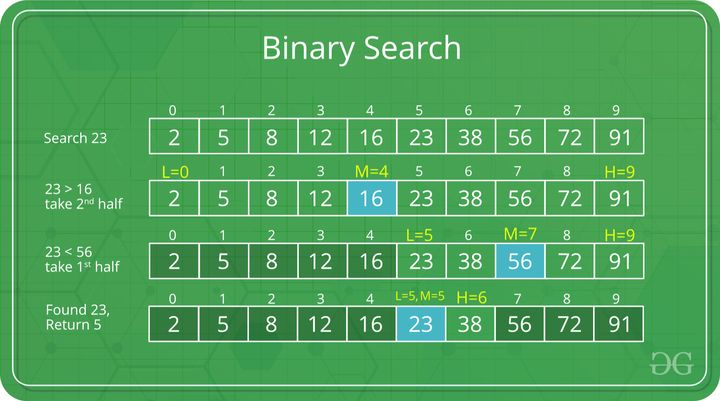 Binary Search
0 1 2 3 4 5 6 7 8 9
Search 23
2 5 8 12 16 23 38 56 72 91
L=0 1 2 3 M=4 5 6 7 8 H=9
23 > 16
take 2nd half
2 5 8 12 16 23 38 56 72 91
0 1 2 3 4 L=5 6 M=7 8 H=9
23 < 56
take 1st half
2 5 8 12 16 23 38 56 72 91
0 1 2 3 4 L=5, M=5 H=6 7 8 9
Found 23,
Return 5
2 5 8 12 16 23 38 56 72 91